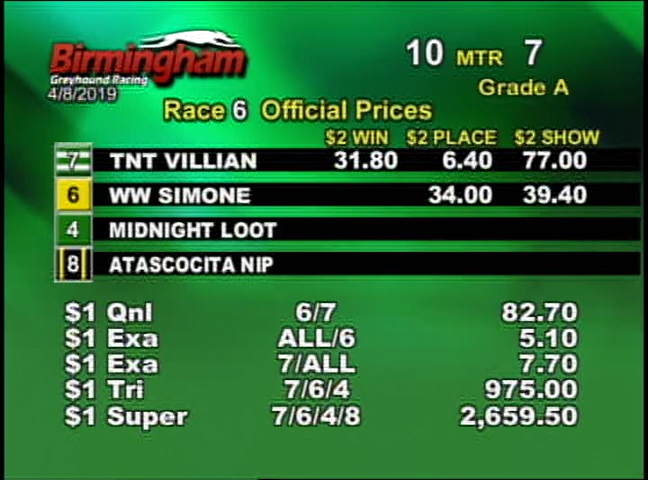 Birmingham
Greyhound Racing
4/8/2019
10 MTR 7
Grade A
Race 6 Official Prices
$2 WIN $2 PLACE $2 SHOW
7 TNT VILLIAN 31.80 6.40 77.00
6 WW SIMONE 34.00 39.40
4 MIDNIGHT LOOT
8 ATASCOCITA NIP
$1 Qnl 6/7 82.70
$1 Exa ALL/6 5.10
$1 Exa 7/ALL 7.70
$1 Tri 7/6/4 975.00
$1 Super 7/6/4/8 2,659.50